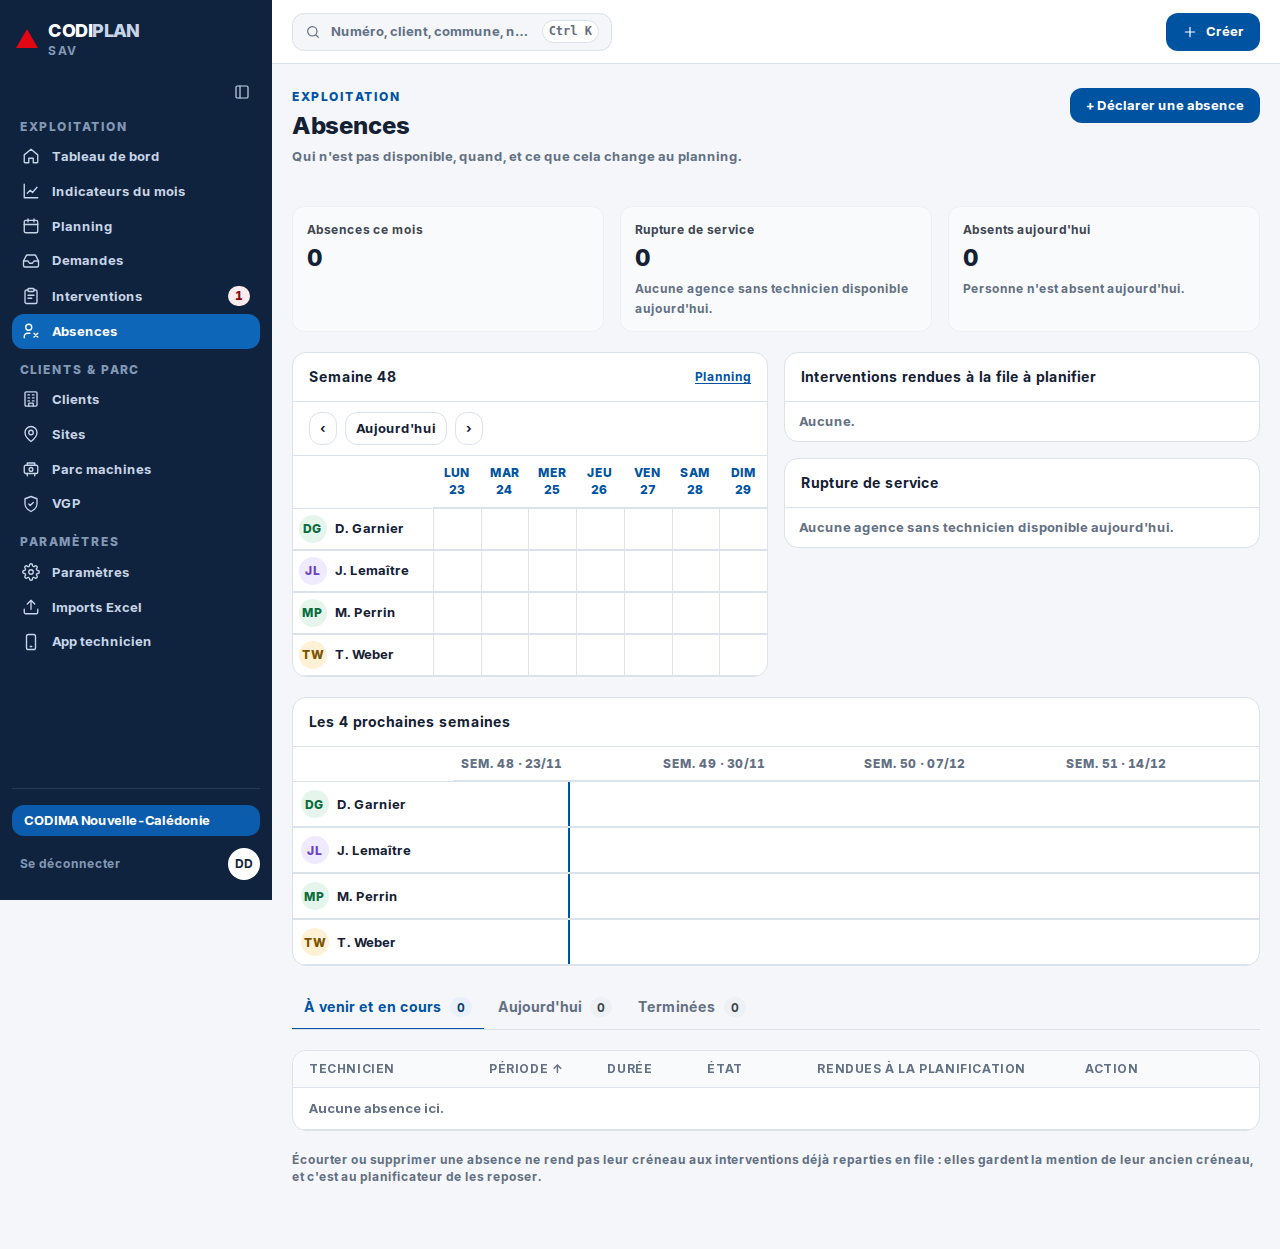 CODIPLAN
SAV
EXPLOITATION
Tableau de bord
Indicateurs du mois
Planning
Demandes
Interventions 1
Absences
CLIENTS & PARC
Clients
Sites
Parc machines
VGP
PARAMÈTRES
Paramètres
Imports Excel
App technicien
CODIMA Nouvelle-Calédonie
Se déconnecter DD
Numéro, client, commune, n... Ctrl K
Créer
EXPLOITATION
Absences
Qui n'est pas disponible, quand, et ce que cela change au planning.
+ Déclarer une absence
Absences ce mois
0
Rupture de service
0
Aucune agence sans technicien disponible
aujourd'hui.
Absents aujourd'hui
0
Personne n'est absent aujourd'hui.
Semaine 48 Planning
‹ Aujourd'hui ›
LUN MAR MER JEU VEN SAM DIM
23 24 25 26 27 28 29
DG D. Garnier
JL J. Lemaître
MP M. Perrin
TW T. Weber
Interventions rendues à la file à planifier
Aucune.
Rupture de service
Aucune agence sans technicien disponible aujourd'hui.
Les 4 prochaines semaines
SEM. 48 · 23/11 SEM. 49 · 30/11 SEM. 50 · 07/12 SEM. 51 · 14/12
DG D. Garnier
JL J. Lemaître
MP M. Perrin
TW T. Weber
À venir et en cours 0 Aujourd'hui 0 Terminées 0
TECHNICIEN PÉRIODE ↑ DURÉE ÉTAT RENDUES À LA PLANIFICATION ACTION
Aucune absence ici.
Écourter ou supprimer une absence ne rend pas leur créneau aux interventions déjà reparties en file : elles gardent la mention de leur ancien créneau,
et c'est au planificateur de les reposer.